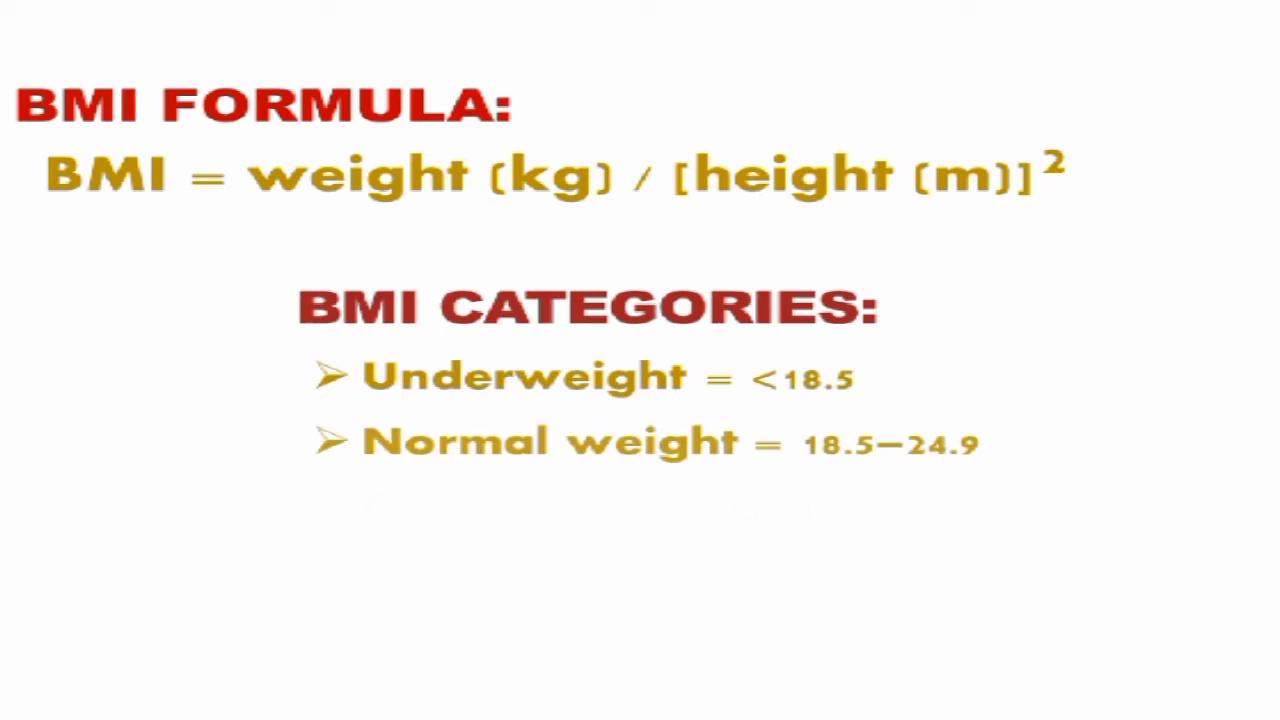 BMI FORMULA:
BMI = weight (kg) / [height (m)]²
BMI CATEGORIES:
➢ Underweight = <18.5
➢ Normal weight = 18.5–24.9